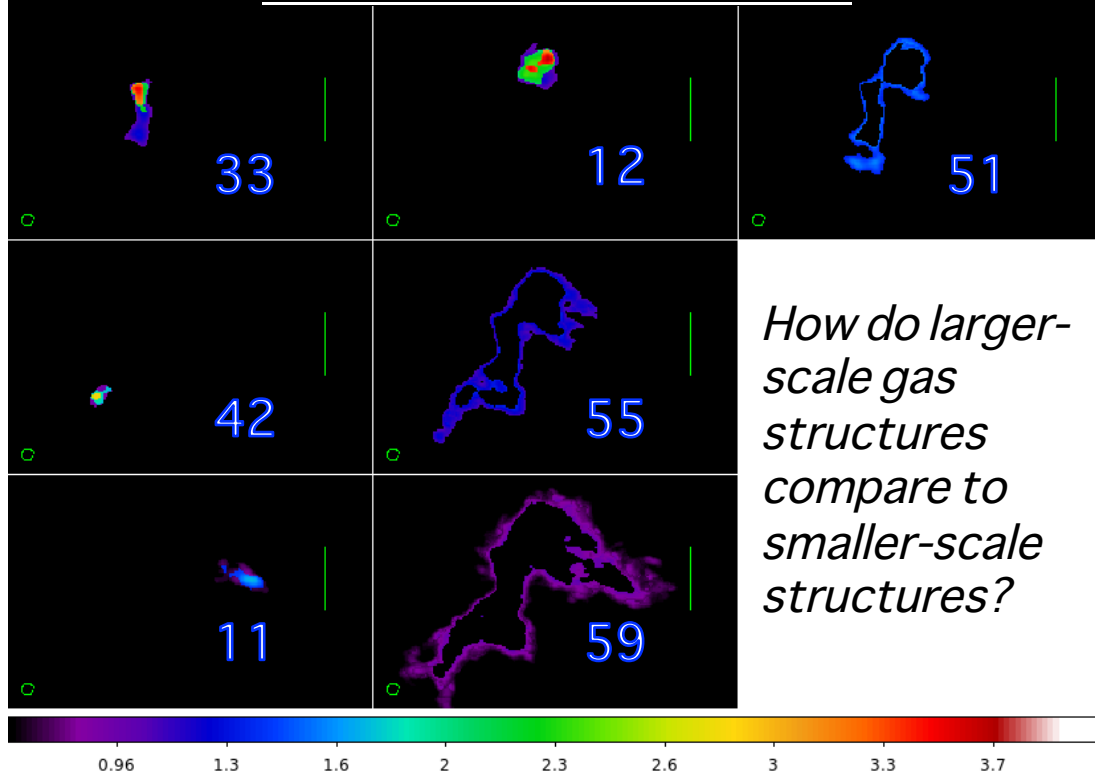 33
12
51
42
55
How do larger-
scale gas
structures
compare to
smaller-scale
structures?
11
59
0.96 1.3 1.6 2 2.3 2.6 3 3.3 3.7